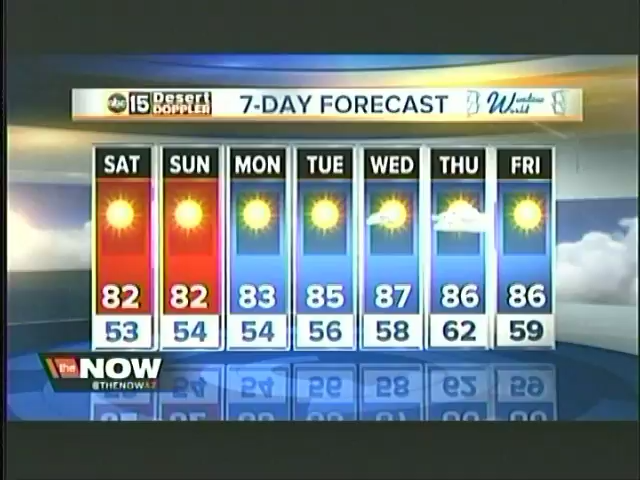 abc 15 Desert DOPPLER 7-DAY FORECAST Window World
SAT SUN MON TUE WED THU FRI
82 82 83 85 87 86 86
53 54 54 56 58 62 59
the NOW
@THENOWAZ